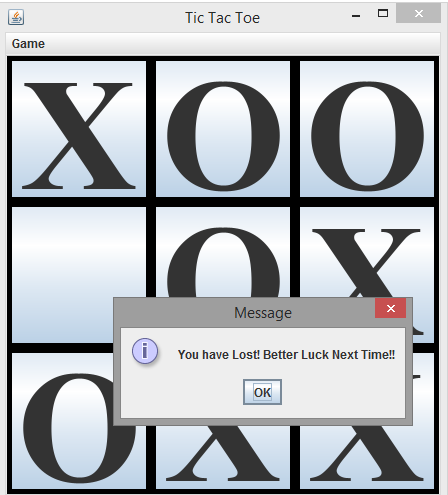 Tic Tac Toe
Game
X O O
O X
Message
You have Lost! Better Luck Next Time!!
OK
O X X